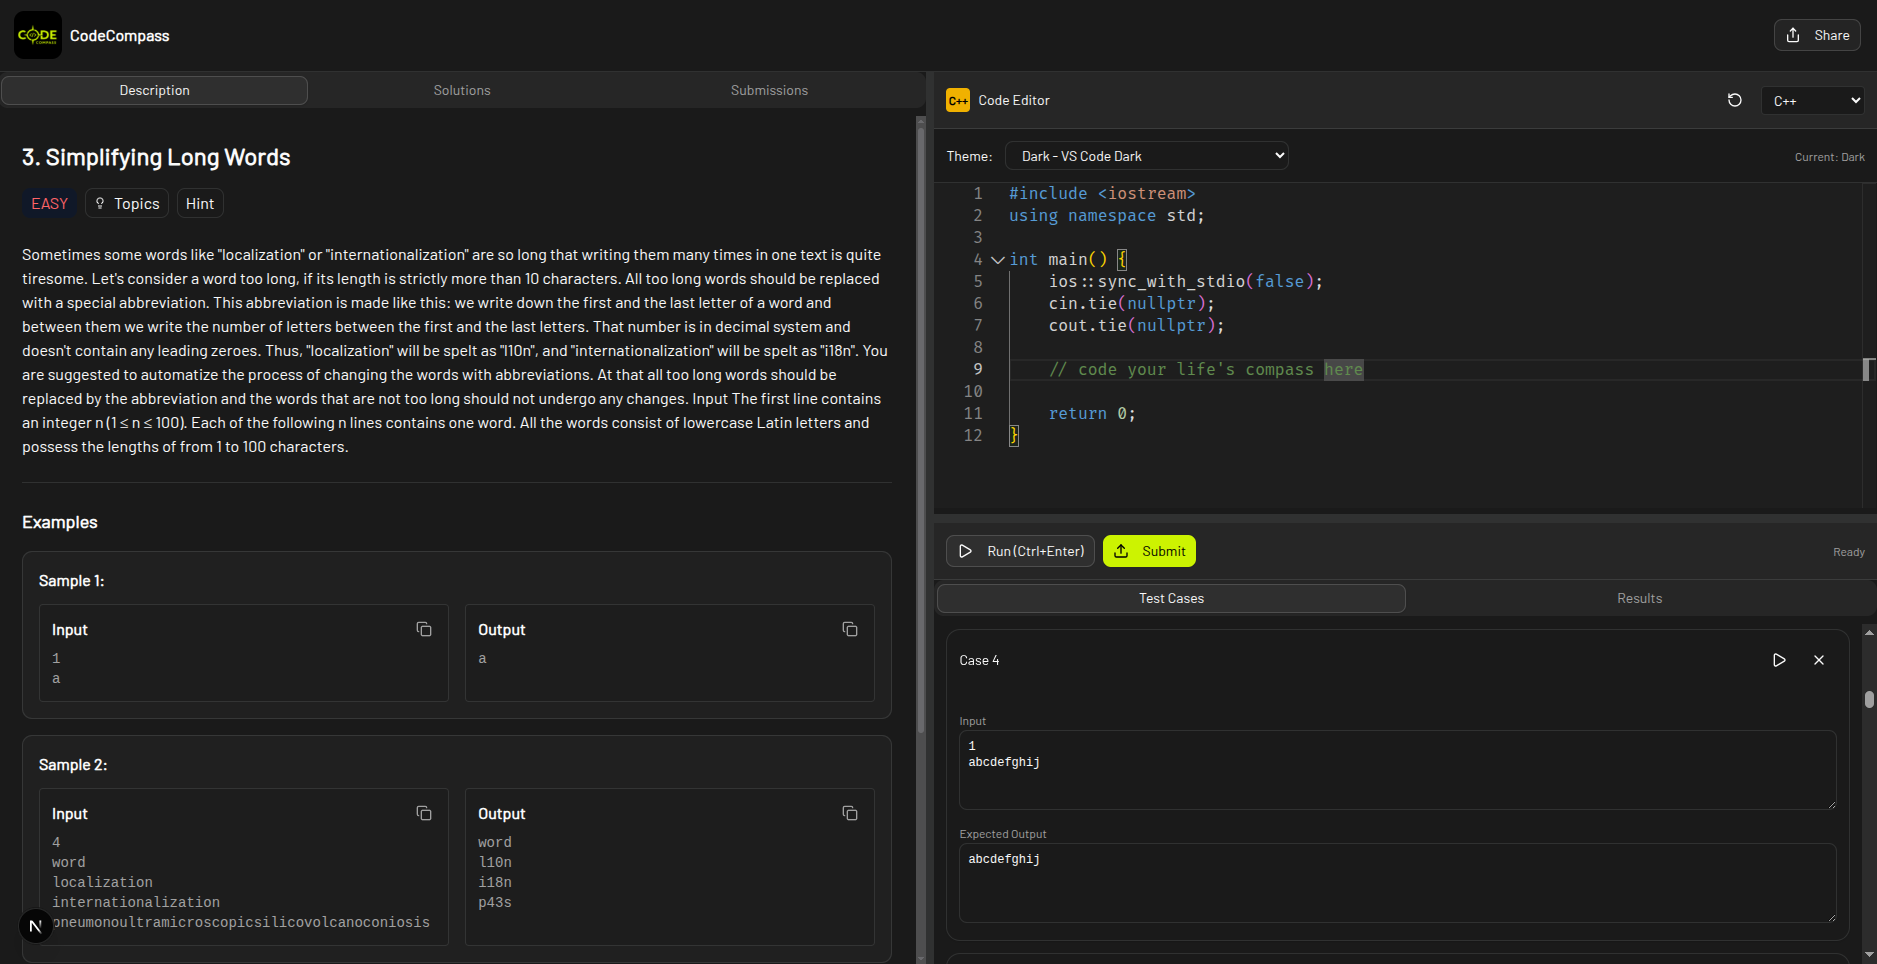 CODE
COMPASS
CodeCompass
Share
Description
Solutions
Submissions
3. Simplifying Long Words
EASY
Topics
Hint
Sometimes some words like "localization" or "internationalization" are so long that writing them many times in one text is quite
tiresome. Let's consider a word too long, if its length is strictly more than 10 characters. All too long words should be replaced
with a special abbreviation. This abbreviation is made like this: we write down the first and the last letter of a word and
between them we write the number of letters between the first and the last letters. That number is in decimal system and
doesn't contain any leading zeroes. Thus, "localization" will be spelt as "l10n", and "internationalization" will be spelt as "i18n". You
are suggested to automatize the process of changing the words with abbreviations. At that all too long words should be
replaced by the abbreviation and the words that are not too long should not undergo any changes. Input The first line contains
an integer n (1 ≤ n ≤ 100). Each of the following n lines contains one word. All the words consist of lowercase Latin letters and
possess the lengths of from 1 to 100 characters.
Examples
Sample 1:
Input
1
a
Output
a
Sample 2:
Input
4
word
localization
internationalization
pneumonoultramicroscopicsilicovolcanoconiosis
Output
word
l10n
i18n
p43s
N
C++
Code Editor
C++
Theme:
Dark - VS Code Dark
Current: Dark
1 #include <iostream>
2 using namespace std;
3
4 int main() {
5 ios::sync_with_stdio(false);
6 cin.tie(nullptr);
7 cout.tie(nullptr);
8
9 // code your life's compass here
10
11 return 0;
12 }
Run (Ctrl+Enter)
Submit
Ready
Test Cases
Results
Case 4
Input
1
abcdefghij
Expected Output
abcdefghij